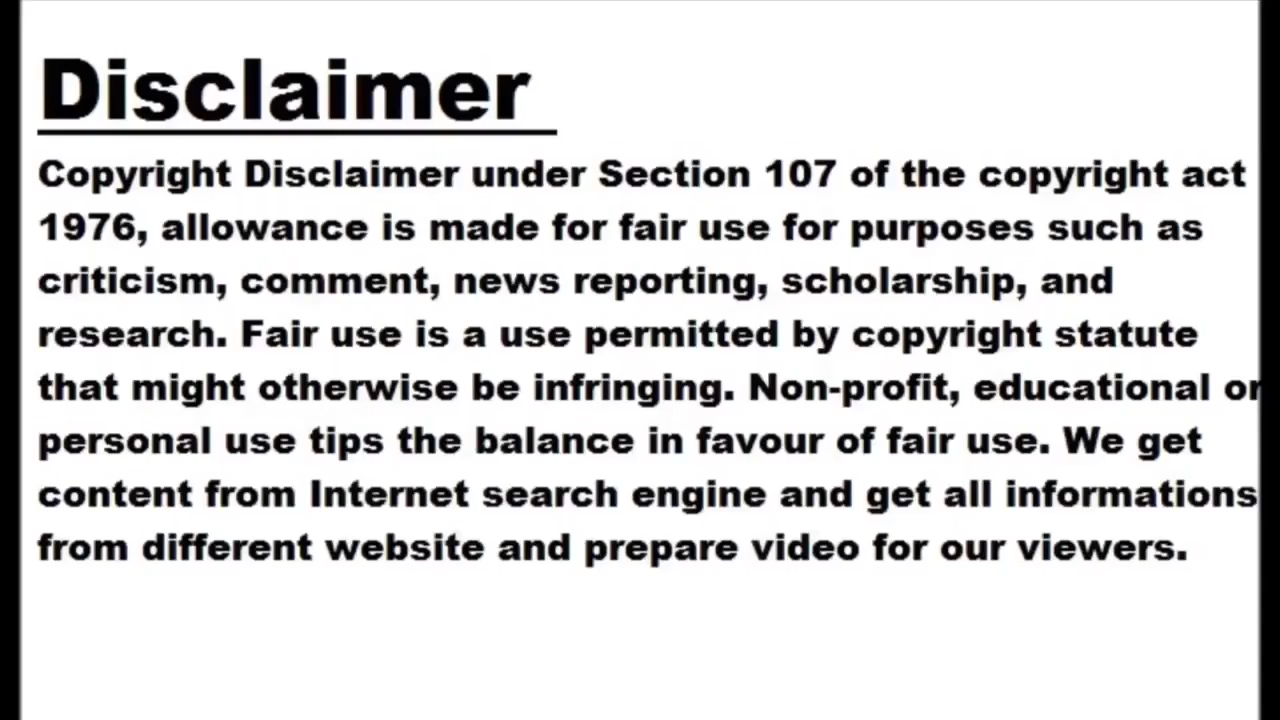 Disclaimer
Copyright Disclaimer under Section 107 of the copyright act
1976, allowance is made for fair use for purposes such as
criticism, comment, news reporting, scholarship, and
research. Fair use is a use permitted by copyright statute
that might otherwise be infringing. Non-profit, educational or
personal use tips the balance in favour of fair use. We get
content from Internet search engine and get all informations
from different website and prepare video for our viewers.